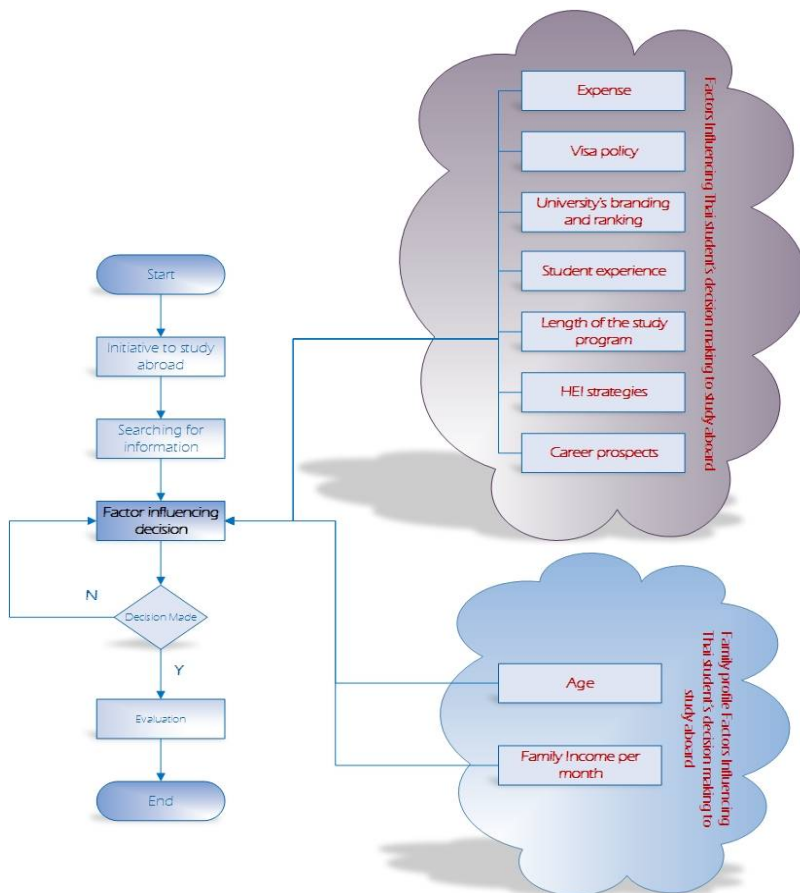 Start
Initiative to study
abroad
Searching for
information
Factor influencing
decision
N
Decision Made
Y
Evaluation
End
Expense
Visa policy
University's branding
and ranking
Student experience
Length of the study
program
HEI strategies
Career prospects
Factors Influencing Thai student's decision making to study aboard
Age
Family Income per
month
Family profile Factors Influencing
Thai student's decision making to
study aboard